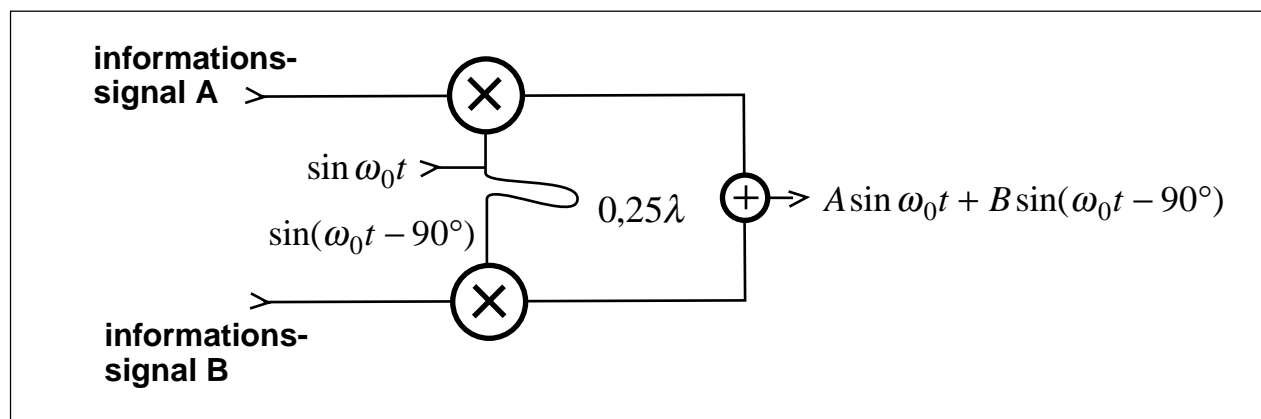 informations-
signal A
sin ω₀t
0,25λ
sin(ω₀t − 90°)
A sin ω₀t + B sin(ω₀t − 90°)
informations-
signal B